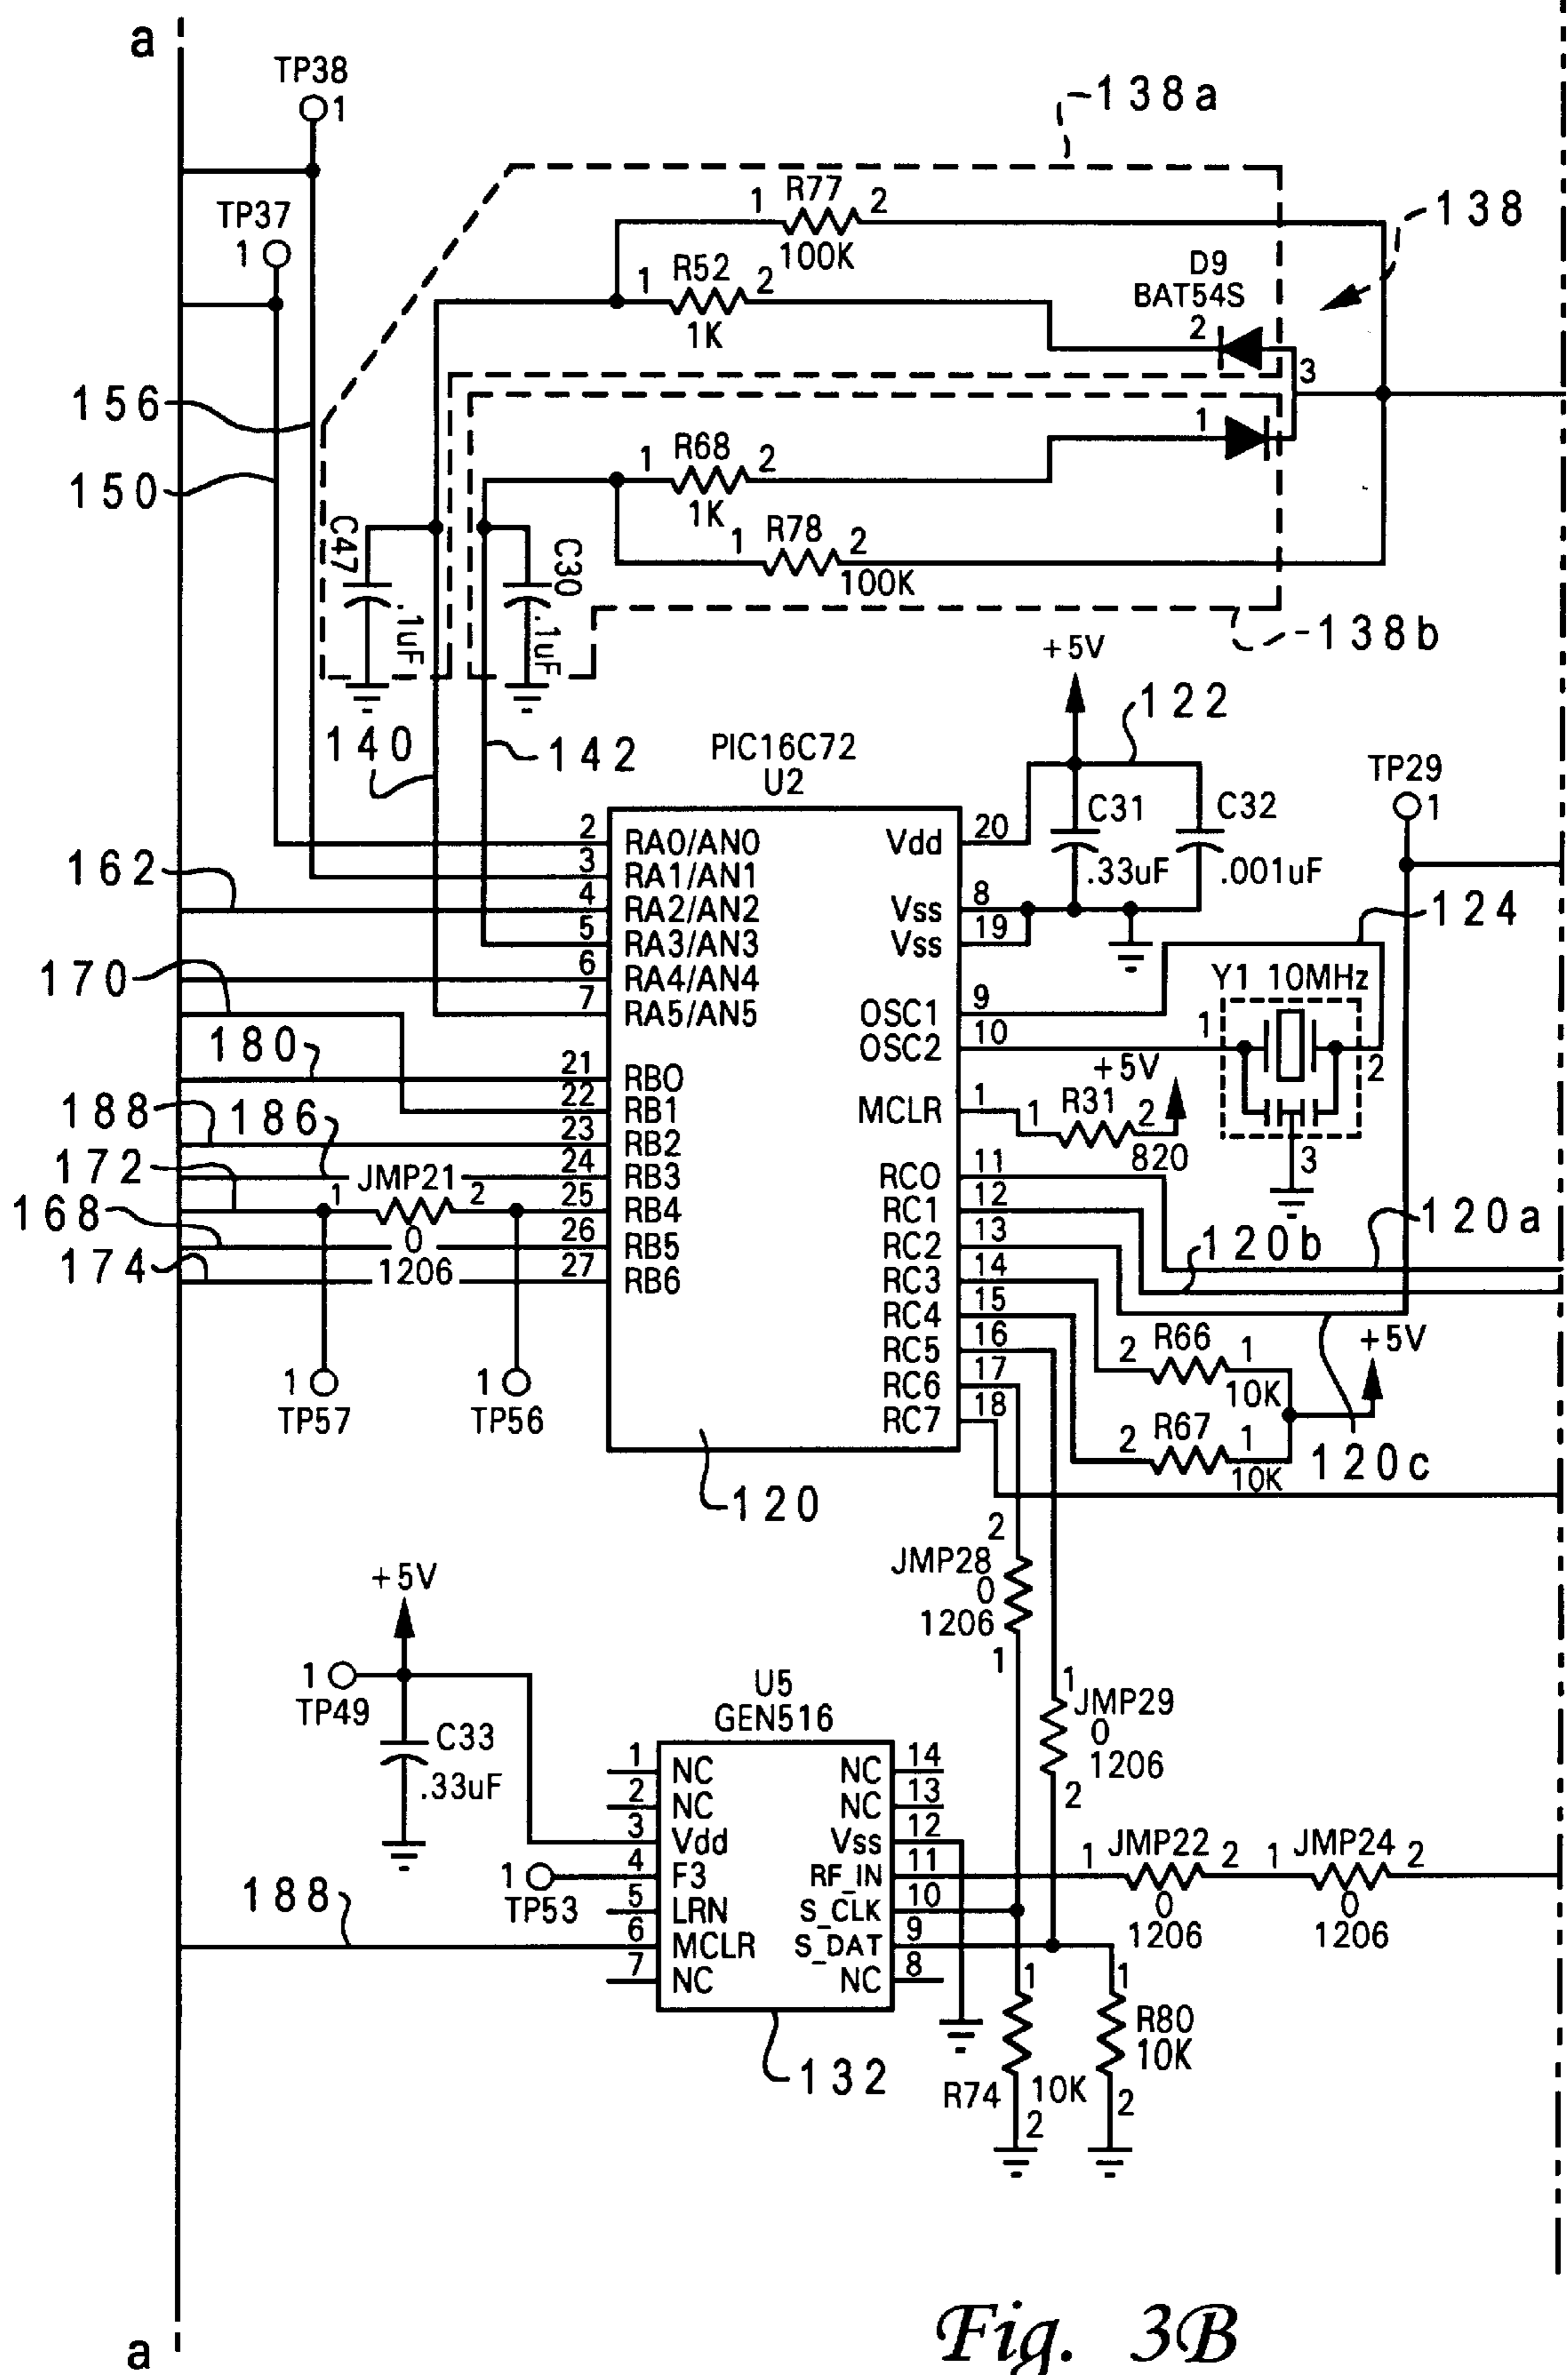 a
TP38
1
138a
1 R77 2
100K
TP37
1
138
1 R52 2
1K
D9
BAT54S
2
3
156
1
1 R68 2
1K
150
1 R78 2
100K
C47
.1uF
C30
.1uF
138b
+5V
122
140
142
PIC16C72
U2
TP29
1
C31
.33uF
C32
.001uF
2 RA0/AN0
3 RA1/AN1
4 RA2/AN2
5 RA3/AN3
6 RA4/AN4
7 RA5/AN5
21 RB0
22 RB1
23 RB2
24 RB3
25 RB4
26 RB5
27 RB6
Vdd 20
Vss 8
Vss 19
OSC1 9
OSC2 10
MCLR 1
RC0 11
RC1 12
RC2 13
RC3 14
RC4 15
RC5 16
RC6 17
RC7 18
162
170
180
188
186
172
168
174
1 JMP21 2
0
1206
124
Y1 10MHz
1
2
3
+5V
1 R31 2
820
120a
120b
2 R66 1
10K
+5V
2 R67 1
10K
120c
1
TP57
1
TP56
120
2
JMP28
0
1206
1
+5V
1
TP49
C33
.33uF
U5
GEN516
1
JMP29
0
1206
2
1 NC
2 NC
3 Vdd
4 F3
5 LRN
6 MCLR
7 NC
NC 14
NC 13
Vss 12
RF_IN 11
S_CLK 10
S_DAT 9
NC 8
1
TP53
188
1 JMP22 2
0
1206
1 JMP24 2
0
1206
132
1
R74 10K
2
1
R80
10K
2
a
Fig. 3B